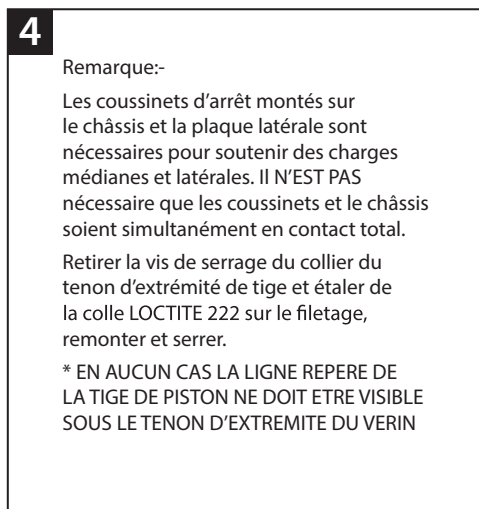 4
Remarque:-
Les coussinets d’arrêt montés sur
le châssis et la plaque latérale sont
nécessaires pour soutenir des charges
médianes et latérales. Il N’EST PAS
nécessaire que les coussinets et le châssis
soient simultanément en contact total.
Retirer la vis de serrage du collier du
tenon d’extrémité de tige et étaler de
la colle LOCTITE 222 sur le filetage,
remonter et serrer.
* EN AUCUN CAS LA LIGNE REPERE DE
LA TIGE DE PISTON NE DOIT ETRE VISIBLE
SOUS LE TENON D’EXTREMITE DU VERIN